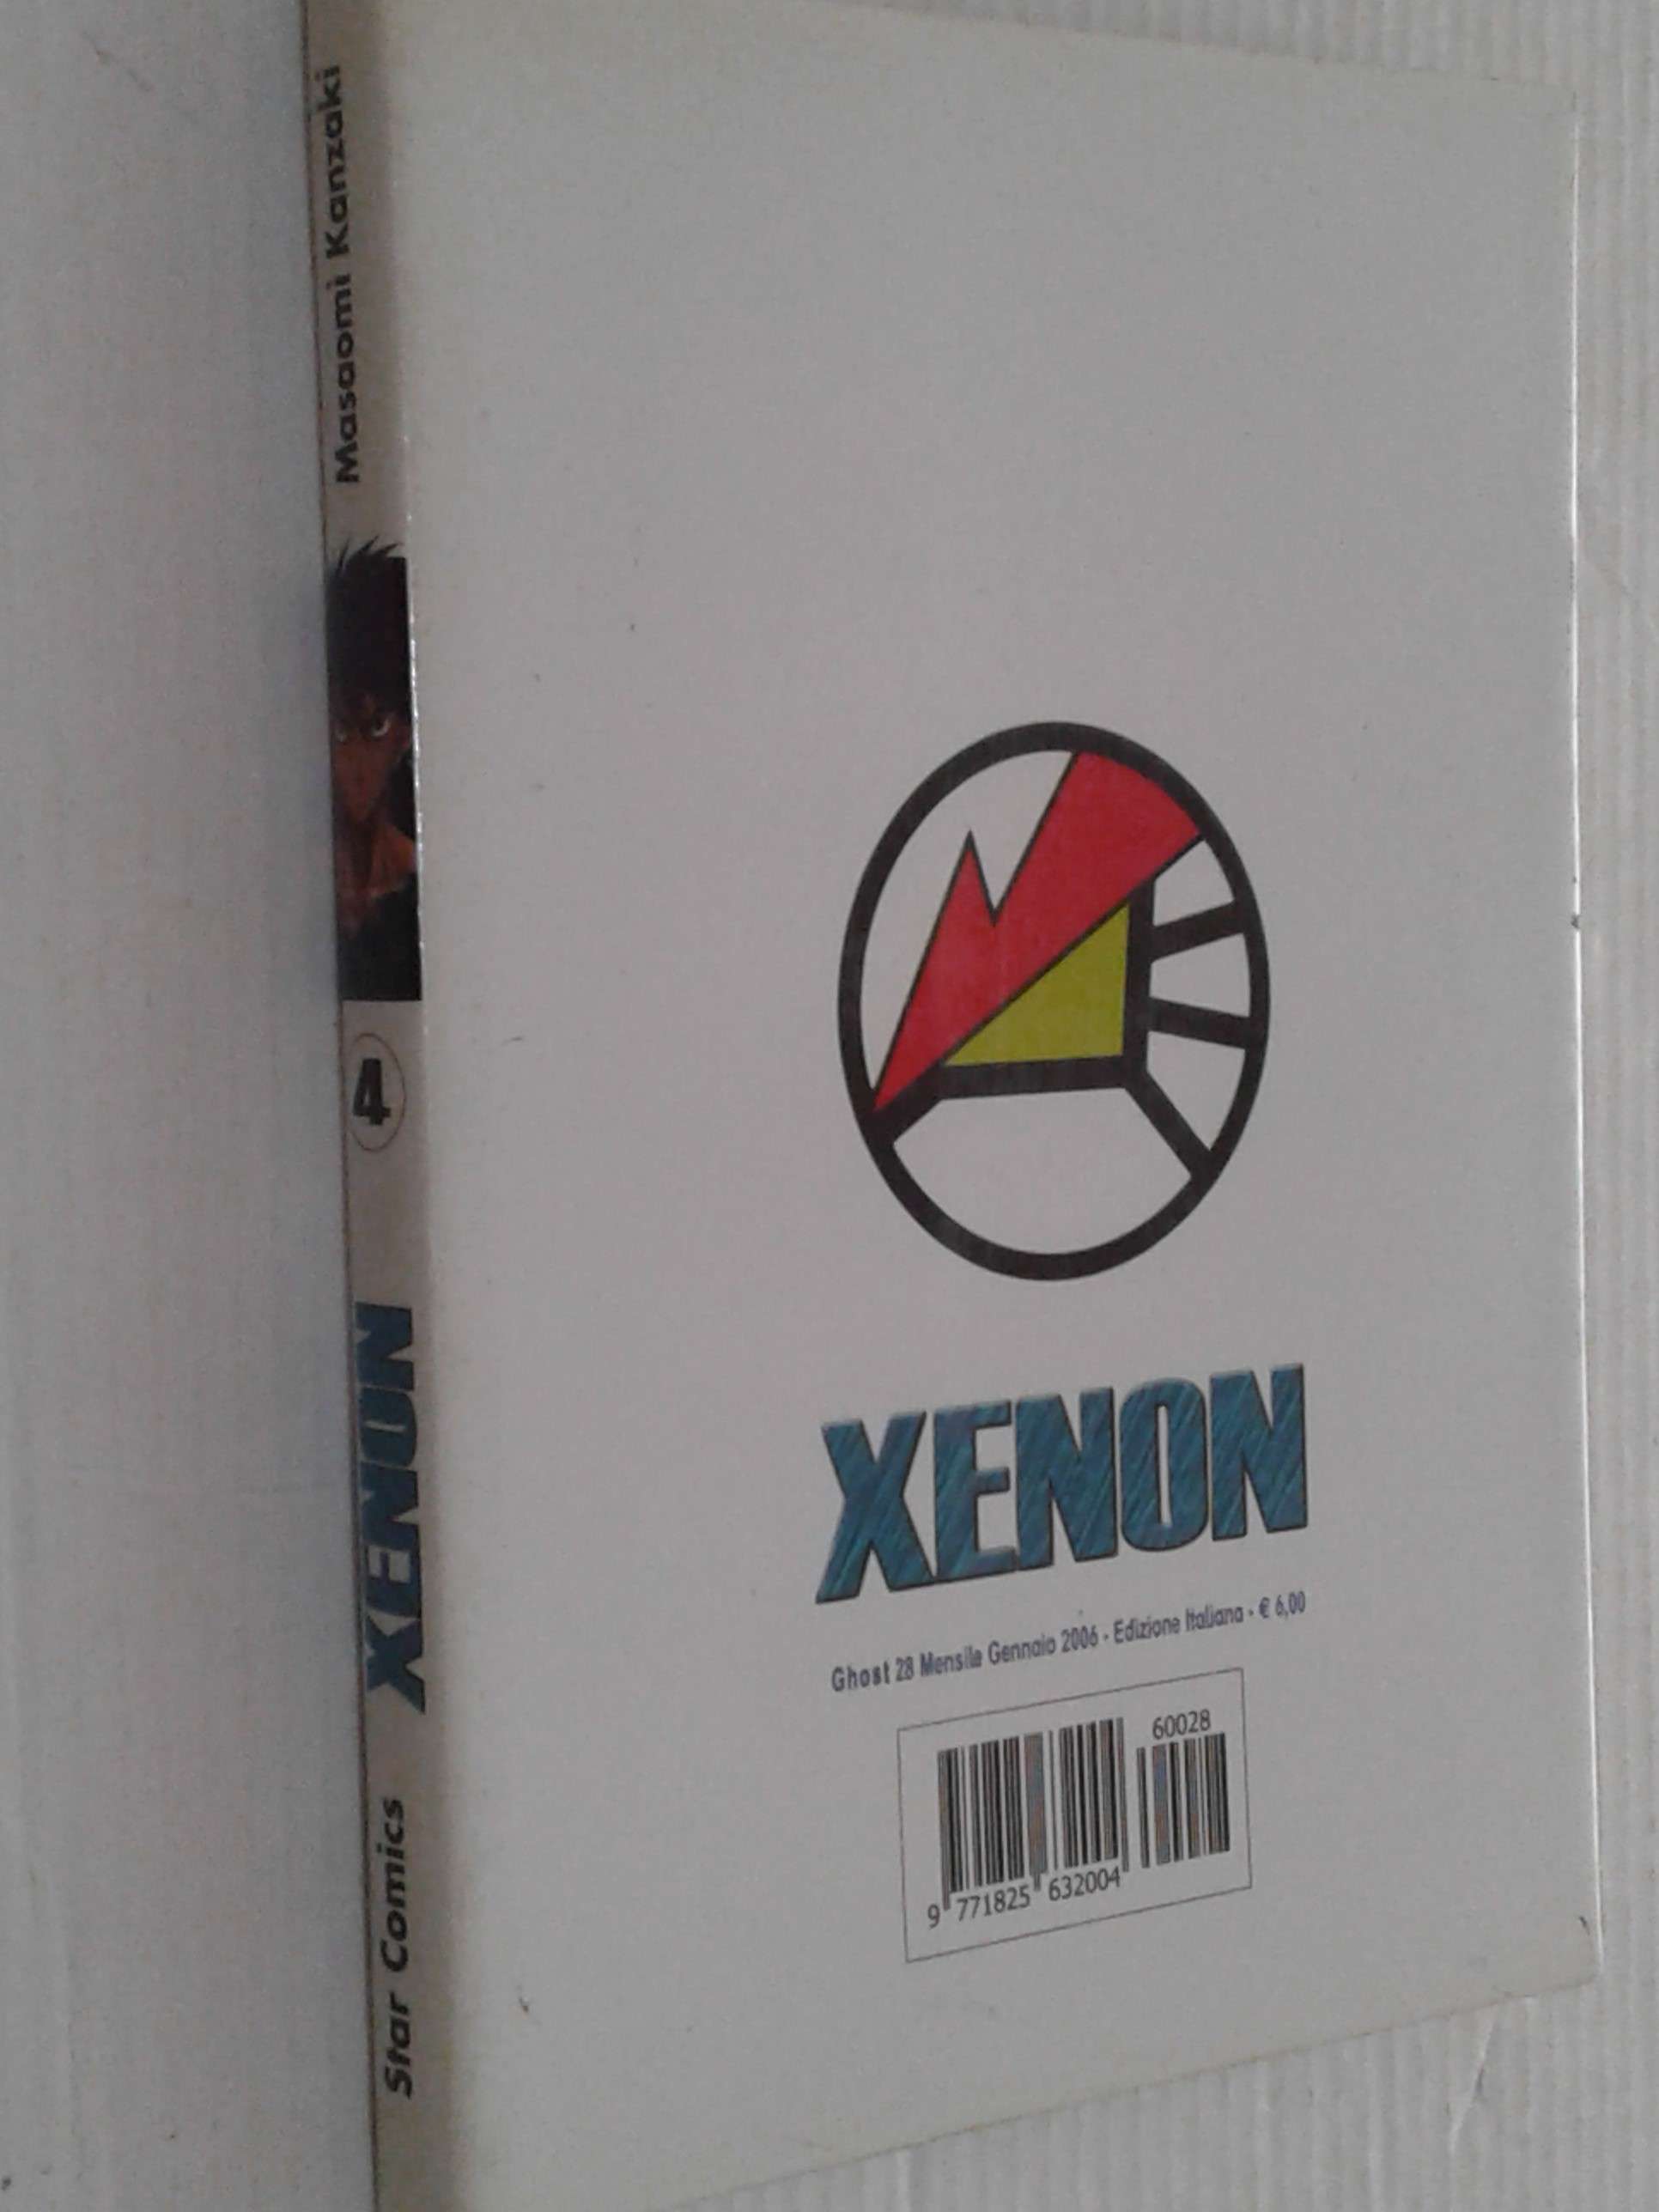 Masaomi Kanzaki
4
XENON
Star Comics
XENON
Ghost 28 Mensile Gennaio 2006 - Edizione Italiana - € 6,00
60028
9 771825 632004